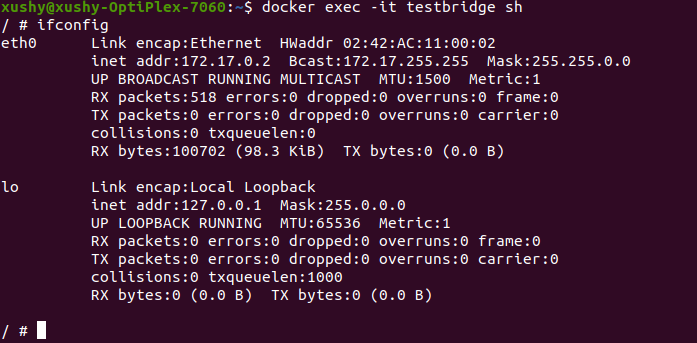 xushy@xushy-OptiPlex-7060:~$ docker exec -it testbridge sh
/ # ifconfig
eth0      Link encap:Ethernet  HWaddr 02:42:AC:11:00:02
          inet addr:172.17.0.2  Bcast:172.17.255.255  Mask:255.255.0.0
          UP BROADCAST RUNNING MULTICAST  MTU:1500  Metric:1
          RX packets:518 errors:0 dropped:0 overruns:0 frame:0
          TX packets:0 errors:0 dropped:0 overruns:0 carrier:0
          collisions:0 txqueuelen:0
          RX bytes:100702 (98.3 KiB)  TX bytes:0 (0.0 B)
lo        Link encap:Local Loopback
          inet addr:127.0.0.1  Mask:255.0.0.0
          UP LOOPBACK RUNNING  MTU:65536  Metric:1
          RX packets:0 errors:0 dropped:0 overruns:0 frame:0
          TX packets:0 errors:0 dropped:0 overruns:0 carrier:0
          collisions:0 txqueuelen:1000
          RX bytes:0 (0.0 B)  TX bytes:0 (0.0 B)
/ #